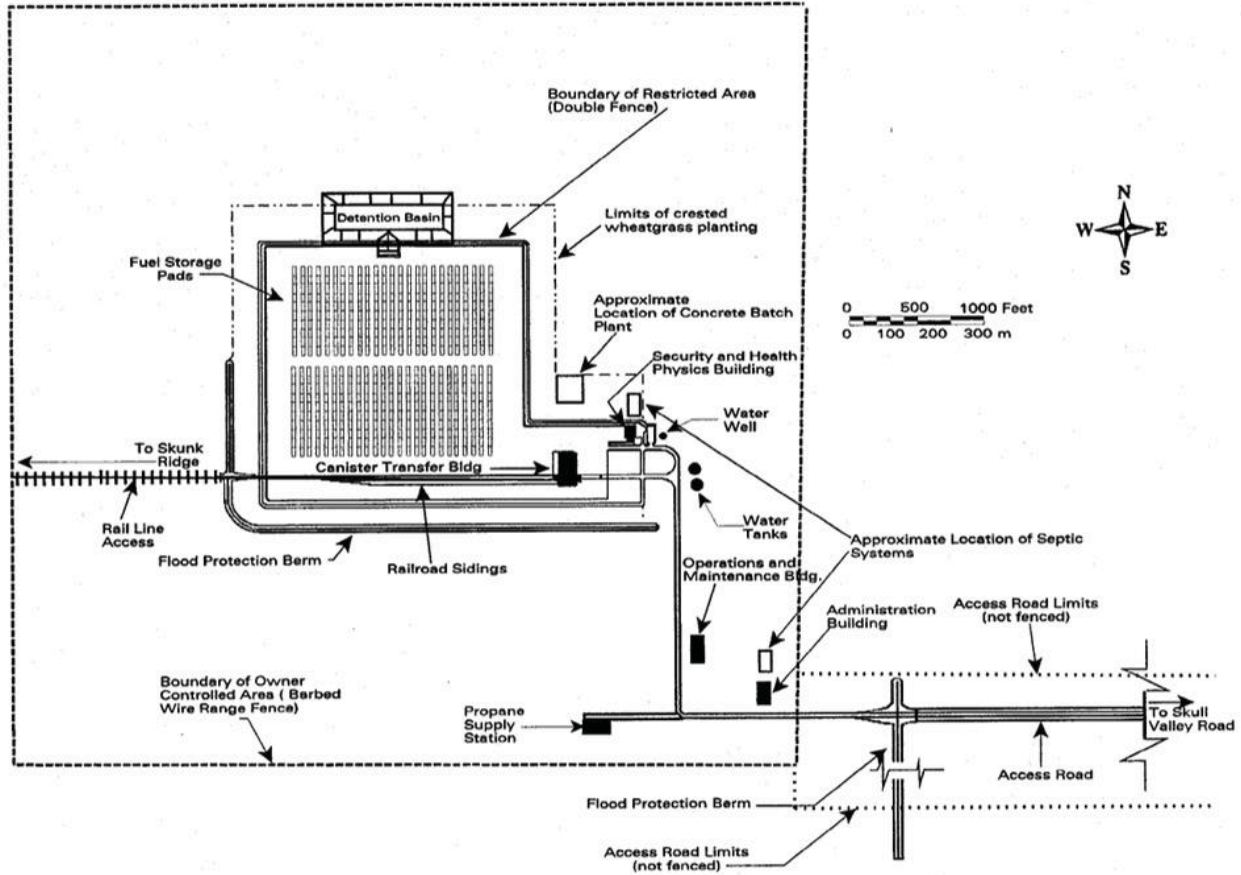 Boundary of Restricted Area
(Double Fence)
Detention Basin
Limits of crested
wheatgrass planting
N
W
E
S
Fuel Storage
Pads
Approximate
Location of Concrete Batch
Plant
0 500 1000 Feet
0 100 200 300 m
Security and Health
Physics Building
Water
Well
To Skunk
Ridge
Canister Transfer Bldg
Rail Line
Access
Water
Tanks
Flood Protection Berm
Railroad Sidings
Approximate Location of Septic
Systems
Operations and
Maintenance Bldg.
Administration
Building
Access Road Limits
(not fenced)
Boundary of Owner
Controlled Area ( Barbed
Wire Range Fence)
Propane
Supply
Station
To Skull
Valley Road
Access Road
Flood Protection Berm
Access Road Limits
(not fenced)